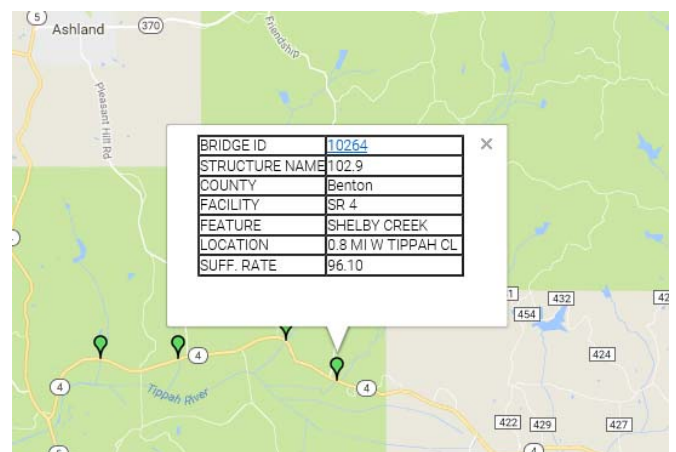 5
Ashland
370
Friendship
Pleasant Hill Rd
×
BRIDGE ID 10264
STRUCTURE NAME 102.9
COUNTY Benton
FACILITY SR 4
FEATURE SHELBY CREEK
LOCATION 0.8 MI W TIPPAH CL
SUFF. RATE 96.10
432
454
424
4
4
4
Tippah River
422
429
427
4
5